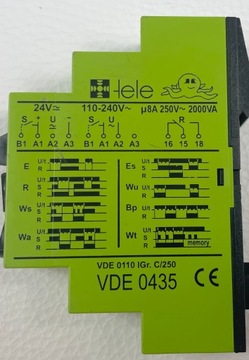 tele
24V≂ 110-240V~ µ8A 250V~ 2000VA
S + U - S U R
B1 A1 A2 A3 B1 A1 A2 A3 16 15 18
E U/t S R Es U/t S R
R U/t S R Wu U/t S R
Ws U/t S R Bp U/t S R
Wa U/t S R Wt U/t S R memory
VDE 0110 IGr. C/250
VDE 0435 CE